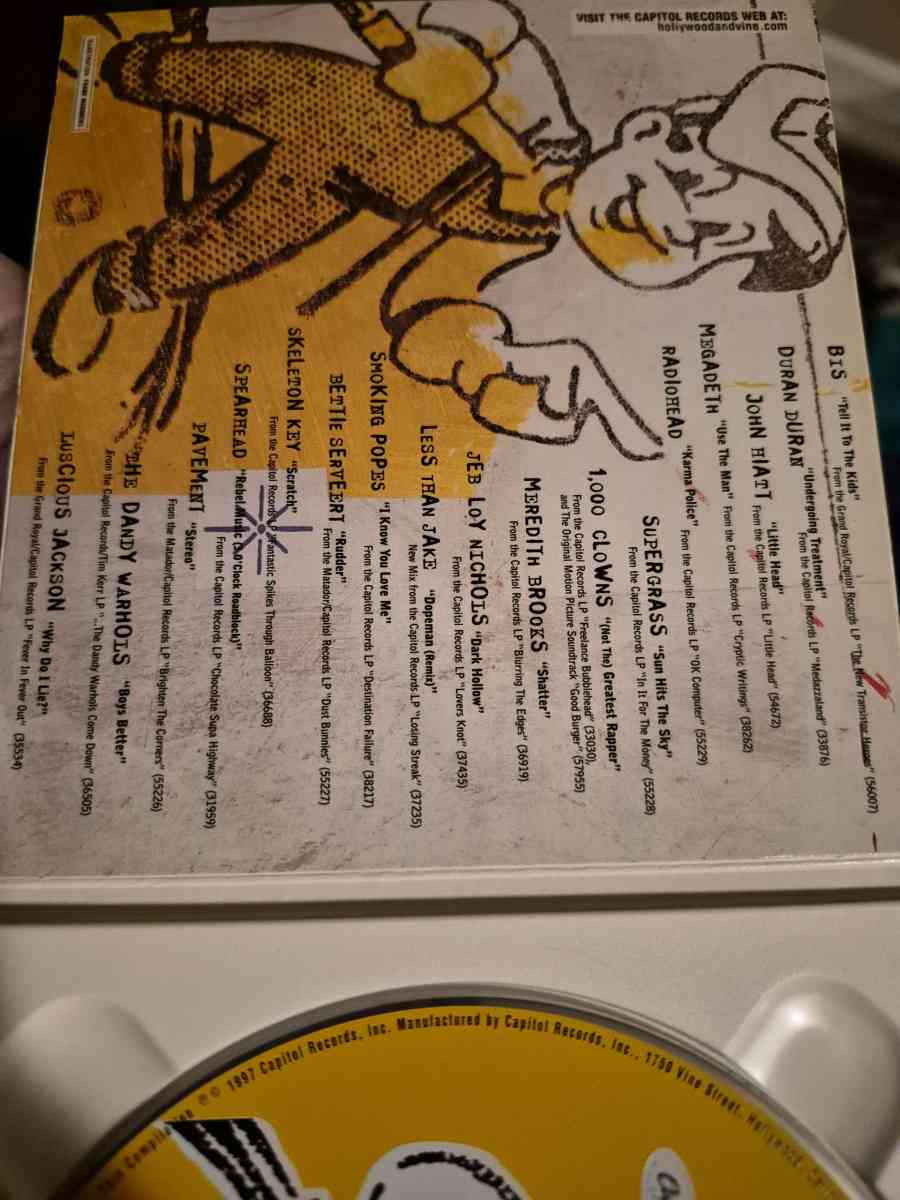 VISIT THE CAPITOL RECORDS WEB AT:
hollywoodandvine.com
BIS "Tell It To The Kids"
From the Grand Royal/Capitol Records LP "The New Transistor Heroes" (56007)
DURAN DURAN "Undergoing Treatment"
From the Capitol Records LP "Medazzaland" (33876)
JOHN HIATT "Little Head"
From the Capitol Records LP "Little Head" (54672)
MEGADETH "Use The Man" From the Capitol Records LP "Cryptic Writings" (38262)
RADIOHEAD "Karma Police" From the Capitol Records LP "OK Computer" (55229)
SUPERGRASS "Sun Hits The Sky"
From the Capitol Records LP "In It For The Money" (55228)
1,000 CLOWNS "(Not The) Greatest Rapper"
From the Capitol Records LP "Freelance Bubblehead" (33030),
and The Original Motion Picture Soundtrack "Good Burger" (57955)
MEREDITH BROOKS "Shatter"
From the Capitol Records LP "Blurring The Edges" (36919)
JEB LOY NICHOLS "Dark Hollow"
From the Capitol Records LP "Lovers Knot" (37435)
LESS THAN JAKE "Dopeman (Remix)"
New Mix from the Capitol Records LP "Losing Streak" (37235)
SMOKING POPES "I Know You Love Me"
From the Capitol Records LP "Destination Failure" (38217)
BETTIE SERVEERT "Rudder"
From the Matador/Capitol Records LP "Dust Bunnies" (55227)
SKELETON KEY "Scratch"
From the Capitol Records LP "Fantastic Spikes Through Balloon" (36688)
SPEARHEAD "Rebel Music (3 O'Clock Roadblock)"
From the Capitol Records LP "Chocolate Supa Highway" (31959)
PAVEMENT "Stereo"
From the Matador/Capitol Records LP "Brighten The Corners" (55226)
THE DANDY WARHOLS "Boys Better"
From the Capitol Records/Tim Kerr LP "...The Dandy Warhols Come Down" (36505)
LUSCIOUS JACKSON "Why Do I Lie?"
From the Grand Royal/Capitol Records LP "Fever In Fever Out" (35534)
℗ © 1997 Capitol Records, Inc. Manufactured by Capitol Records, Inc., 1750 Vine Street,